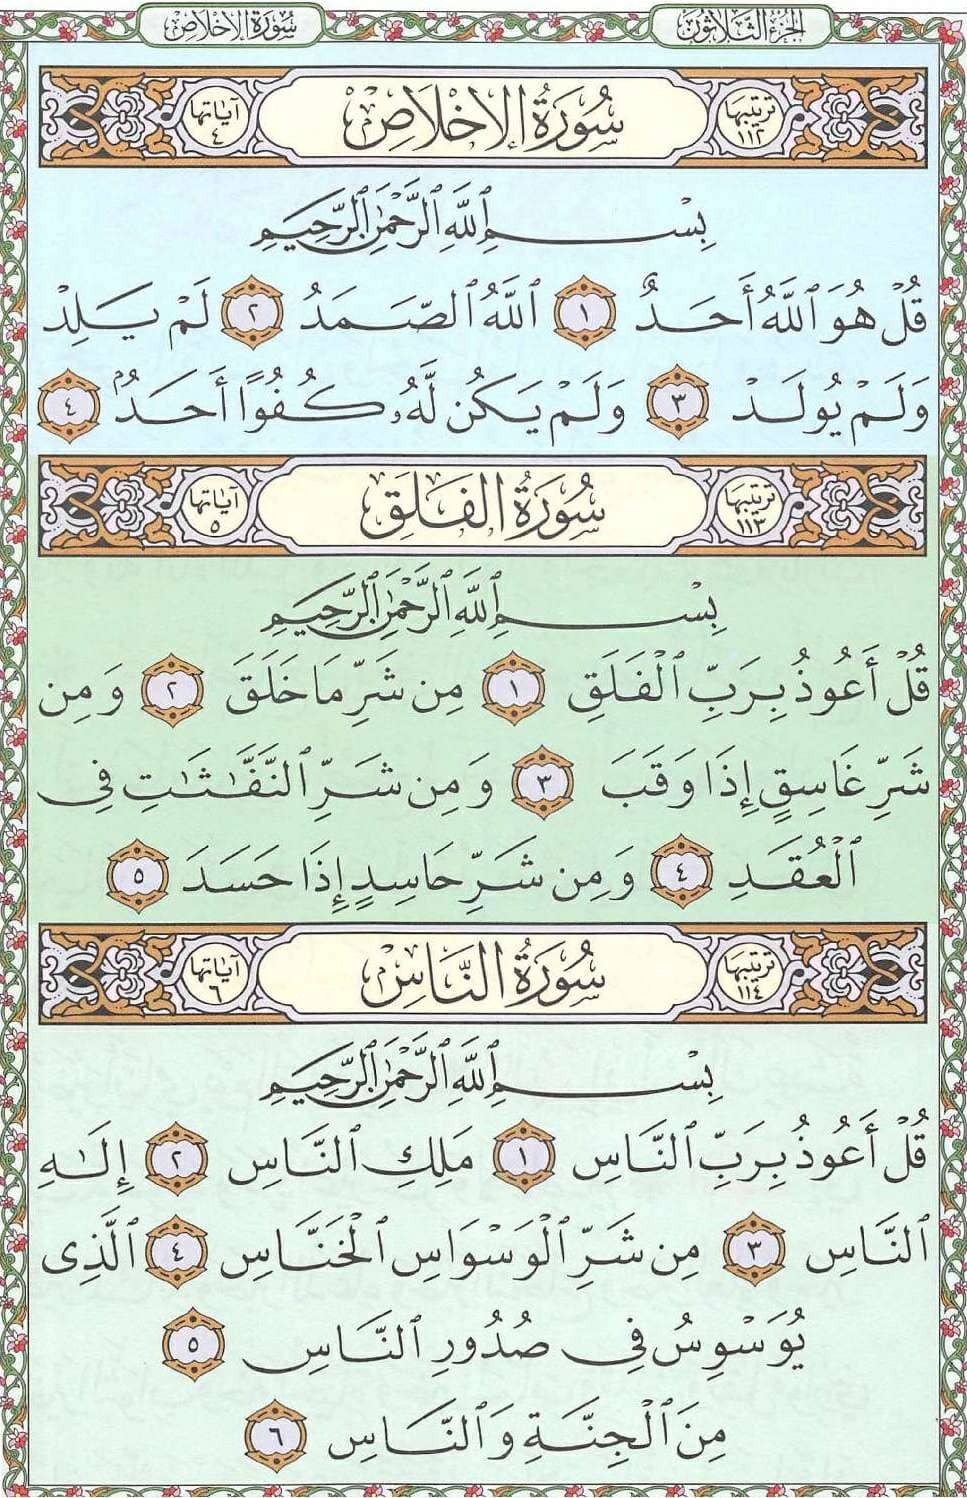 الجزء الثلاثون
سورة الإخلاص
ترتيبها ١١٢ سُورَةُ الإِخْلَاصِ آياتها ٤
بِسْمِ ٱللَّهِ ٱلرَّحْمَٰنِ ٱلرَّحِيمِ
قُلْ هُوَ ٱللَّهُ أَحَدٌ ١ ٱللَّهُ ٱلصَّمَدُ ٢ لَمْ يَلِدْ
وَلَمْ يُولَدْ ٣ وَلَمْ يَكُن لَّهُۥ كُفُوًا أَحَدٌۢ ٤
ترتيبها ١١٣ سُورَةُ الفَلَقِ آياتها ٥
بِسْمِ ٱللَّهِ ٱلرَّحْمَٰنِ ٱلرَّحِيمِ
قُلْ أَعُوذُ بِرَبِّ ٱلْفَلَقِ ١ مِن شَرِّ مَا خَلَقَ ٢ وَمِن
شَرِّ غَاسِقٍ إِذَا وَقَبَ ٣ وَمِن شَرِّ ٱلنَّفَّٰثَٰتِ فِى
ٱلْعُقَدِ ٤ وَمِن شَرِّ حَاسِدٍ إِذَا حَسَدَ ٥
ترتيبها ١١٤ سُورَةُ النَّاسِ آياتها ٦
بِسْمِ ٱللَّهِ ٱلرَّحْمَٰنِ ٱلرَّحِيمِ
قُلْ أَعُوذُ بِرَبِّ ٱلنَّاسِ ١ مَلِكِ ٱلنَّاسِ ٢ إِلَٰهِ
ٱلنَّاسِ ٣ مِن شَرِّ ٱلْوَسْوَاسِ ٱلْخَنَّاسِ ٤ ٱلَّذِى
يُوَسْوِسُ فِى صُدُورِ ٱلنَّاسِ ٥
مِنَ ٱلْجِنَّةِ وَٱلنَّاسِ ٦